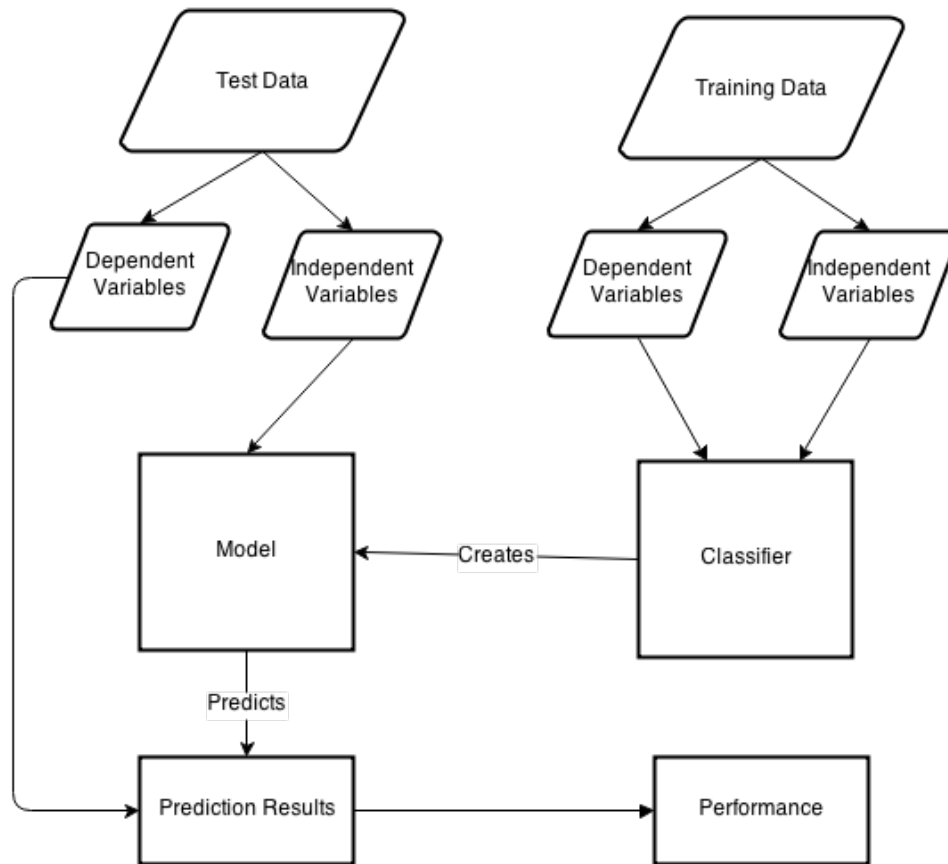 Test Data
Training Data
Dependent
Variables
Independent
Variables
Dependent
Variables
Independent
Variables
Model
Creates
Classifier
Predicts
Prediction Results
Performance